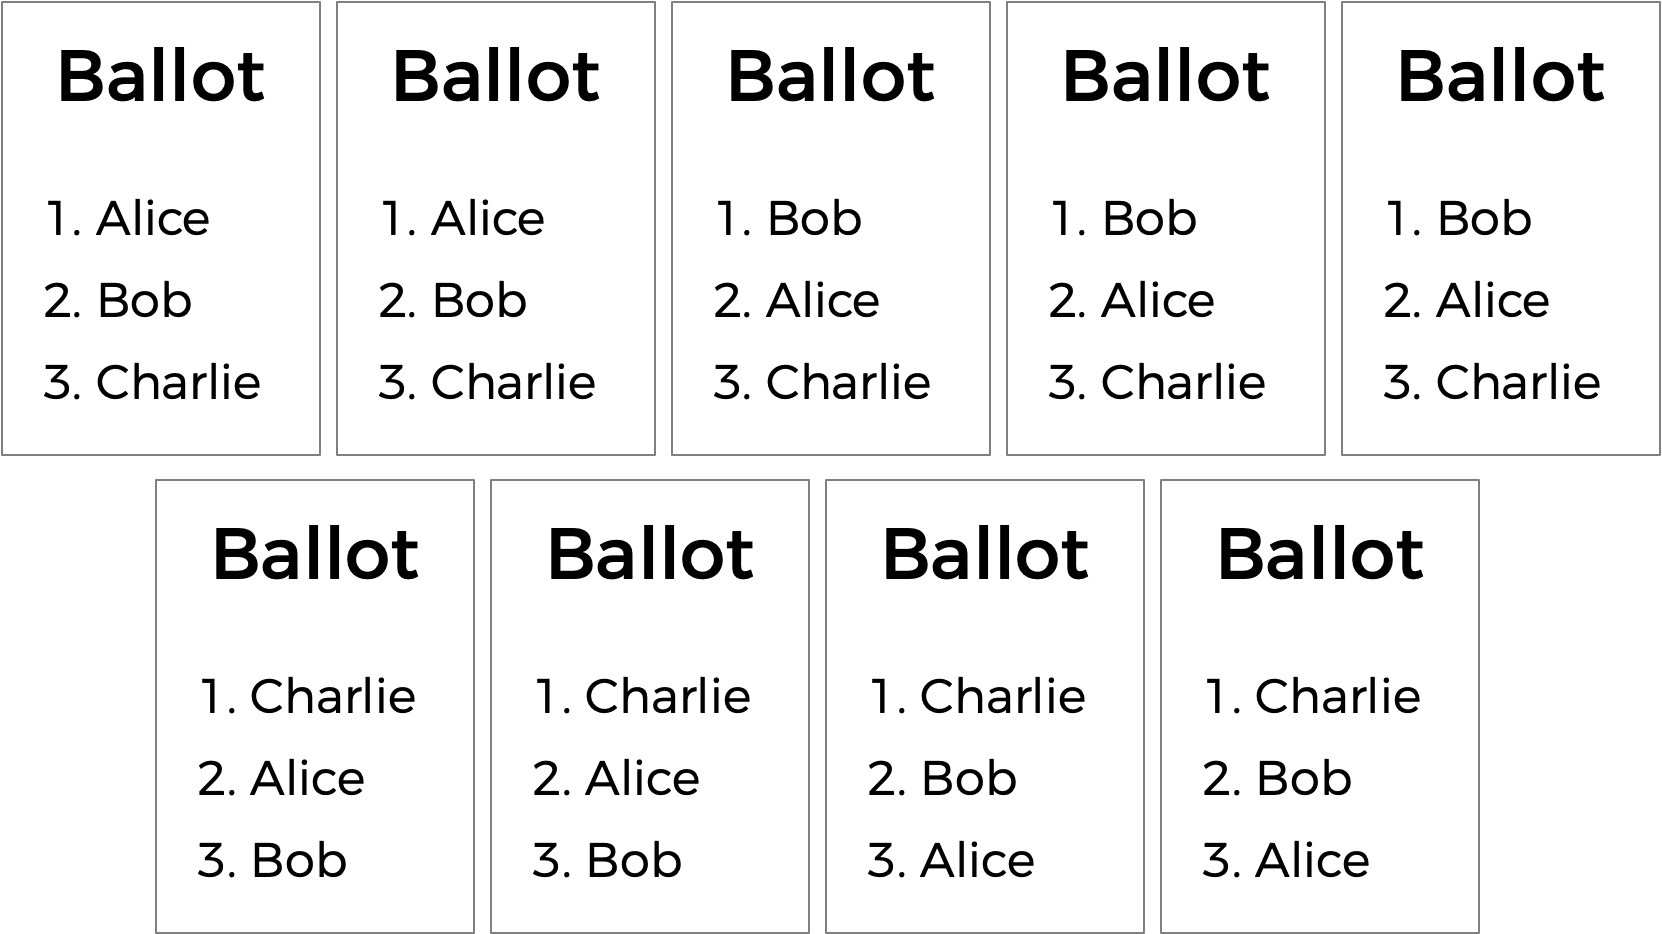 Ballot
1. Alice
2. Bob
3. Charlie
Ballot
1. Alice
2. Bob
3. Charlie
Ballot
1. Bob
2. Alice
3. Charlie
Ballot
1. Bob
2. Alice
3. Charlie
Ballot
1. Bob
2. Alice
3. Charlie
Ballot
1. Charlie
2. Alice
3. Bob
Ballot
1. Charlie
2. Alice
3. Bob
Ballot
1. Charlie
2. Bob
3. Alice
Ballot
1. Charlie
2. Bob
3. Alice